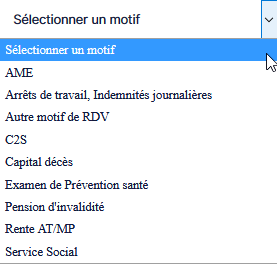 Sélectionner un motif
Sélectionner un motif
AME
Arrêts de travail, Indemnités journalières
Autre motif de RDV
C2S
Capital décès
Examen de Prévention santé
Pension d'invalidité
Rente AT/MP
Service Social